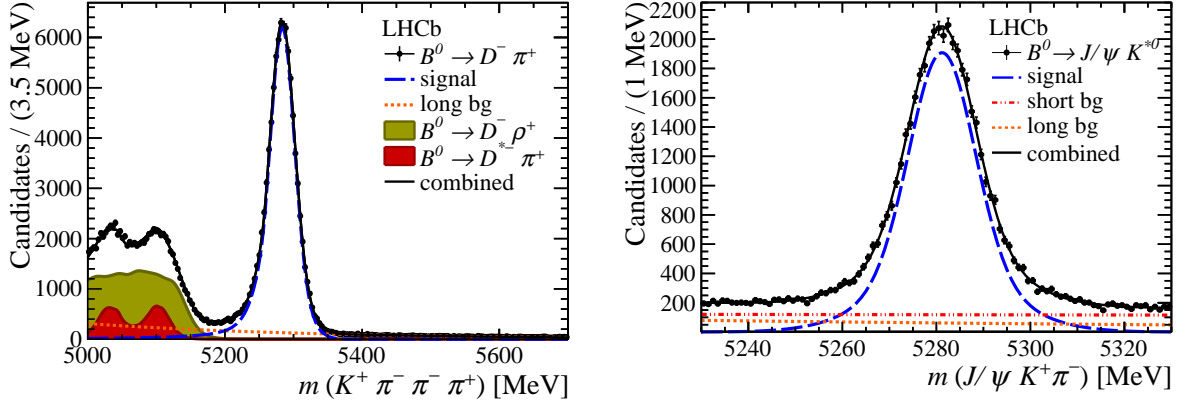 Candidates / (3.5 MeV)
6000
5000
4000
3000
2000
1000
0
LHCb
B⁰ → D⁻ π⁺
signal
long bg
B⁰ → D⁻ ρ⁺
B⁰ → D*⁻ π⁺
combined
5000 5200 5400 5600
m (K⁺ π⁻ π⁻ π⁺) [MeV]
Candidates / (1 MeV)
2200
2000
1800
1600
1400
1200
1000
800
600
400
200
LHCb
B⁰ → J/ψ K*⁰
signal
short bg
long bg
combined
5240 5260 5280 5300 5320
m (J/ψ K⁺π⁻) [MeV]